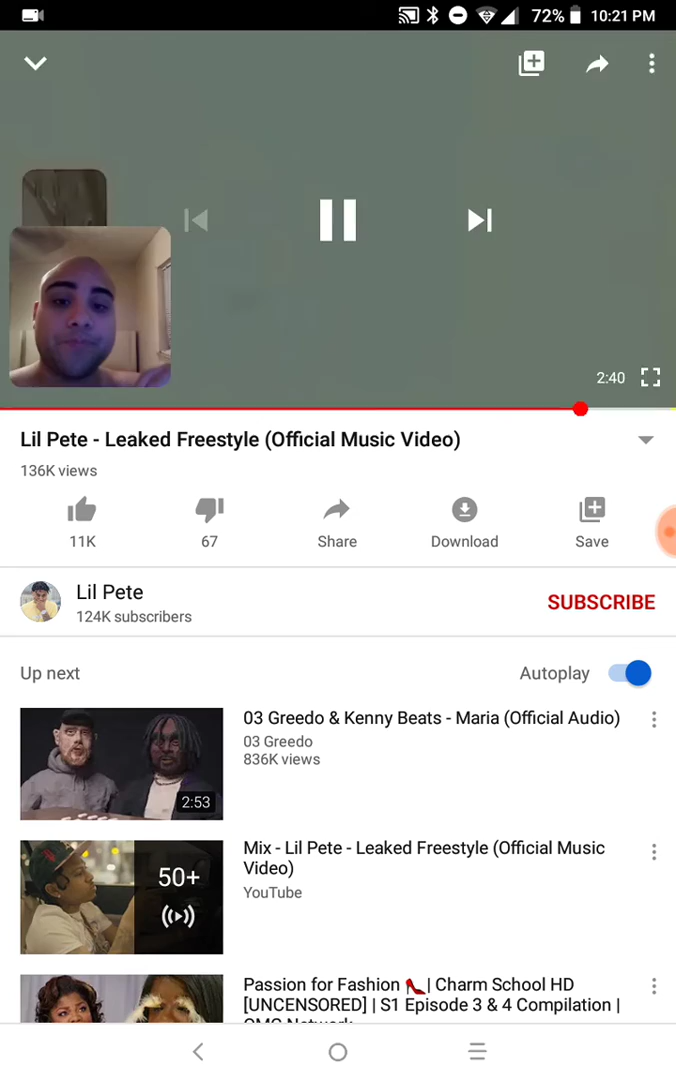 72% 10:21 PM
2:40
Lil Pete - Leaked Freestyle (Official Music Video)
136K views
11K 67 Share Download Save
Lil Pete
124K subscribers
SUBSCRIBE
Up next Autoplay
03 Greedo & Kenny Beats - Maria (Official Audio)
03 Greedo
836K views
2:53
Mix - Lil Pete - Leaked Freestyle (Official Music
Video)
YouTube
50+
Passion for Fashion 👠| Charm School HD
[UNCENSORED] | S1 Episode 3 & 4 Compilation |